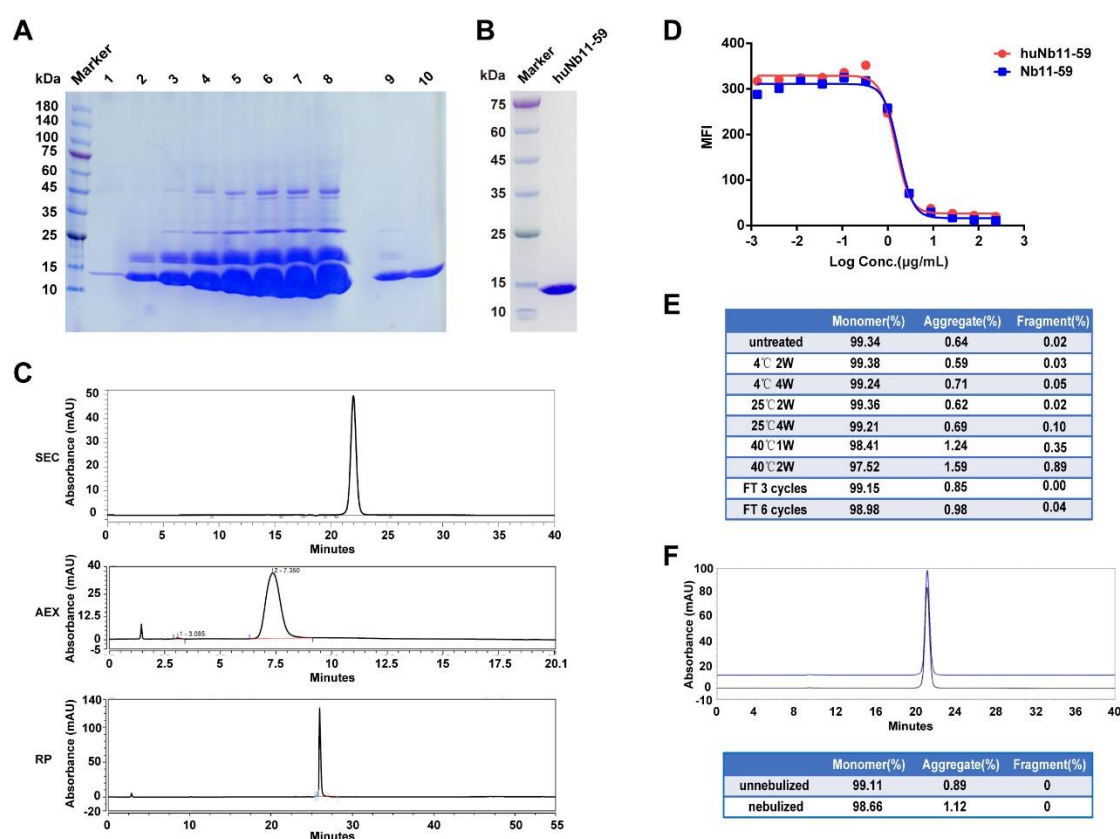 A
kDa
Marker
1 2 3 4 5 6 7 8 9 10
180
140
100
75
60
45
35
25
15
10
B
kDa
Marker
huNb11-59
75
60
45
35
25
15
10
C
SEC
Absorbance (mAU)
50
40
30
20
10
0
0 5 10 15 20 25 30 35 40
Minutes
AEX
Absorbance (mAU)
40
25
12.5
0
-5
1 - 3.085
2 - 7.350
0 2.5 5 7.5 10 12.5 15 17.5 20.1
Minutes
RP
Absorbance (mAU)
140
100
50
0
-20
0 10 20 30 40 50 55
Minutes
D
400
300
200
100
0
MFI
-3 -2 -1 0 1 2 3
Log Conc.(μg/mL)
huNb11-59
Nb11-59
E
Monomer(%) Aggregate(%) Fragment(%)
untreated 99.34 0.64 0.02
4℃ 2W 99.38 0.59 0.03
4℃ 4W 99.24 0.71 0.05
25℃2W 99.36 0.62 0.02
25℃4W 99.21 0.69 0.10
40℃1W 98.41 1.24 0.35
40℃2W 97.52 1.59 0.89
FT 3 cycles 99.15 0.85 0.00
FT 6 cycles 98.98 0.98 0.04
F
Absorbance (mAU)
100
80
60
40
20
0
-10
0 4 8 12 16 20 24 28 32 36 40
Minutes
Monomer(%) Aggregate(%) Fragment(%)
unnebulized 99.11 0.89 0
nebulized 98.66 1.12 0